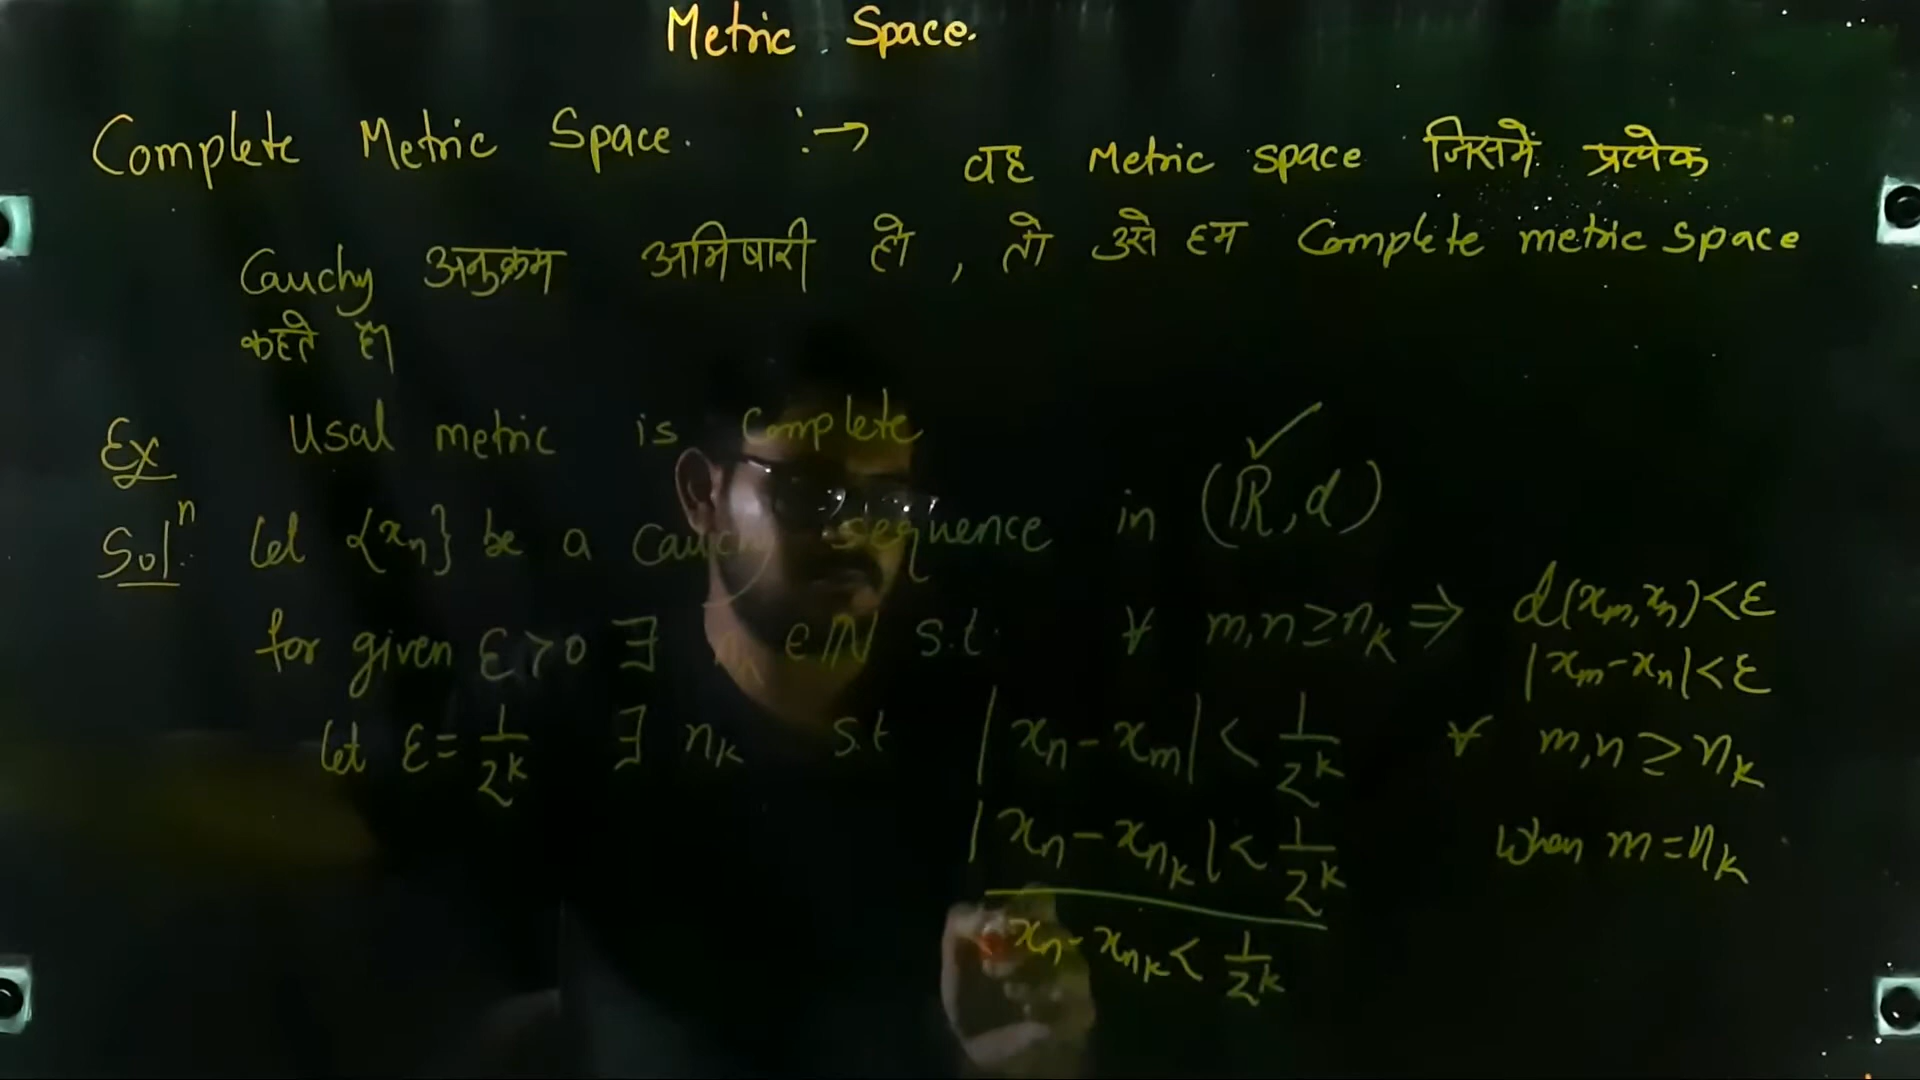 Metric Space.
Complete Metric Space. :→ वह Metric space जिसमें प्रत्येक
Cauchy अनुक्रम अभिषारी हो , तो उसे हम Complete metric space
कहते है।
Ex Usal metric is Complete
Solⁿ. let {xₙ} be a Cauchy sequence in (ℝ, d) ✓
for given ε>0 ∃ nₖ ∈ ℕ s.t. ∀ m,n ≥ nₖ ⇒ d(xₘ, xₙ) < ε
|xₘ - xₙ| < ε
let ε = 1/2ᵏ ∃ nₖ s.t |xₙ - xₘ| < 1/2ᵏ ∀ m,n ≥ nₖ
|xₙ - xₙₖ| < 1/2ᵏ when m = nₖ
xₙ - xₙₖ < 1/2ᵏ